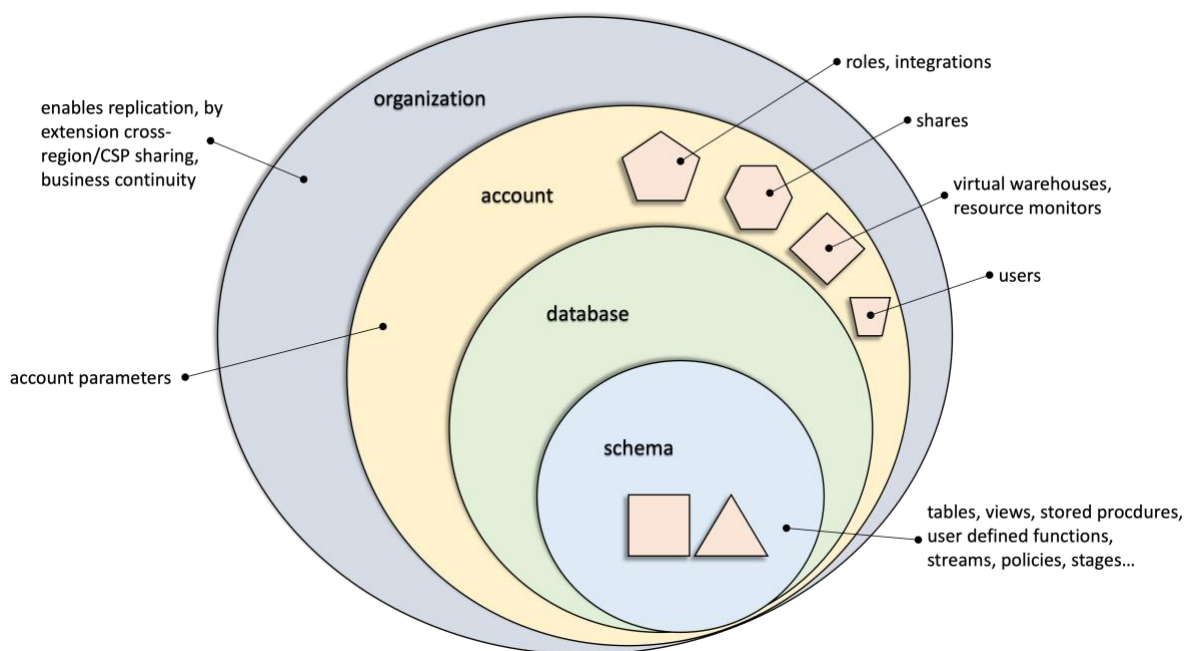 roles, integrations
organization
enables replication, by
extension cross-
region/CSP sharing,
business continuity
shares
account
virtual warehouses,
resource monitors
users
database
account parameters
schema
tables, views, stored procdures,
user defined functions,
streams, policies, stages...